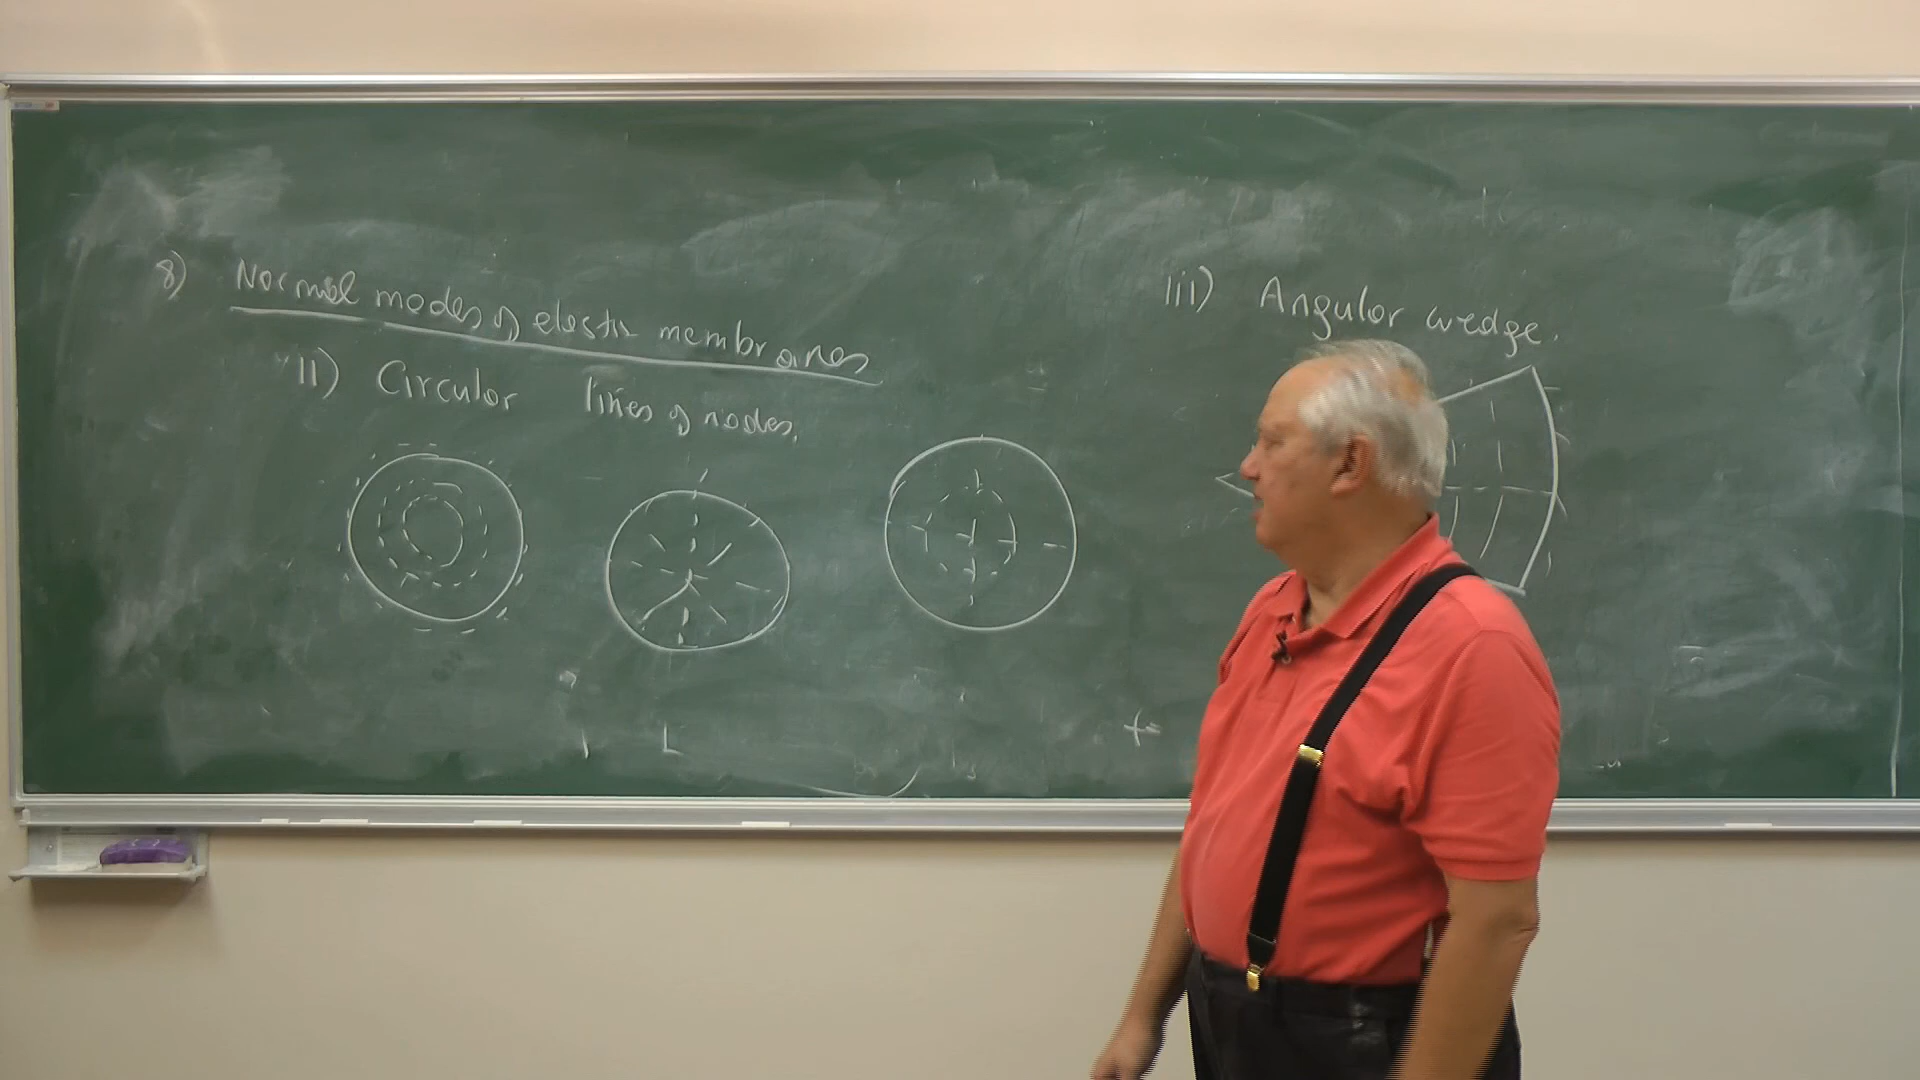 8) Normal modes of elastic membranes
ii) Circular lines of nodes.
iii) Angular wedge.
L